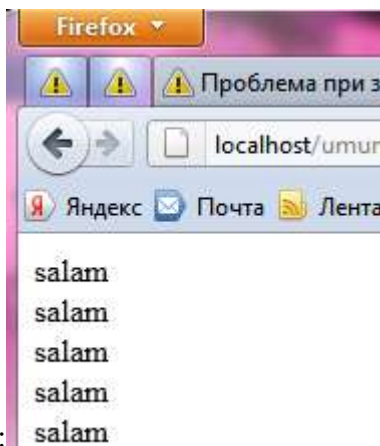 Firefox
Проблема при з
localhost/umur
Яндекс Почта Лента
salam
salam
salam
salam
: salam